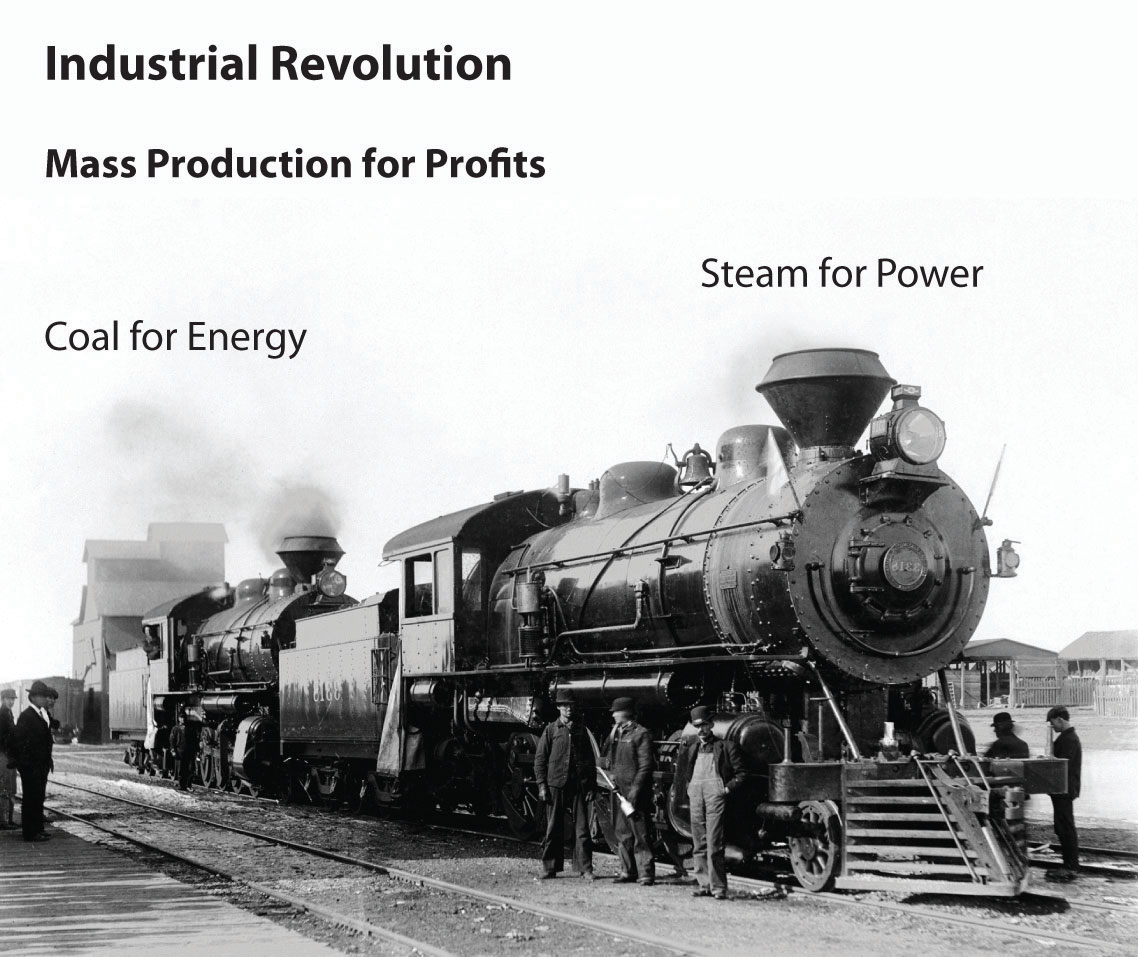 Industrial Revolution
Mass Production for Profits
Steam for Power
Coal for Energy